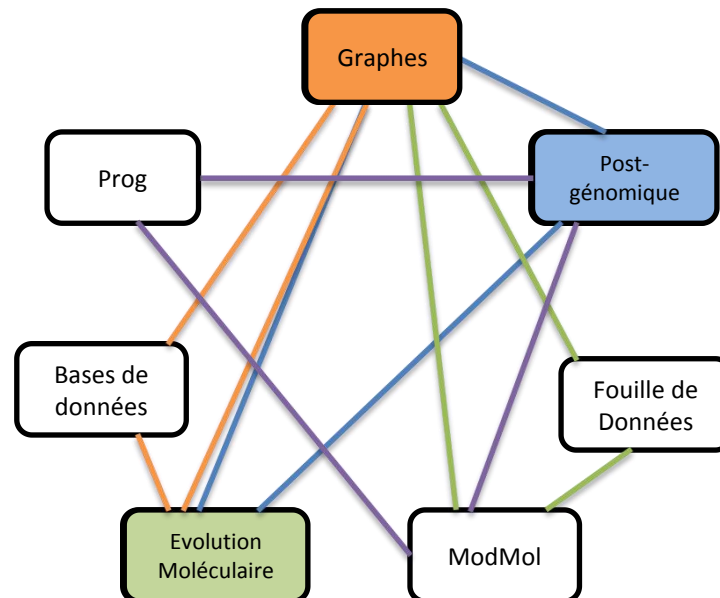 Graphes
Prog
Post-
génomique
Bases de
données
Fouille de
Données
Evolution
Moléculaire
ModMol